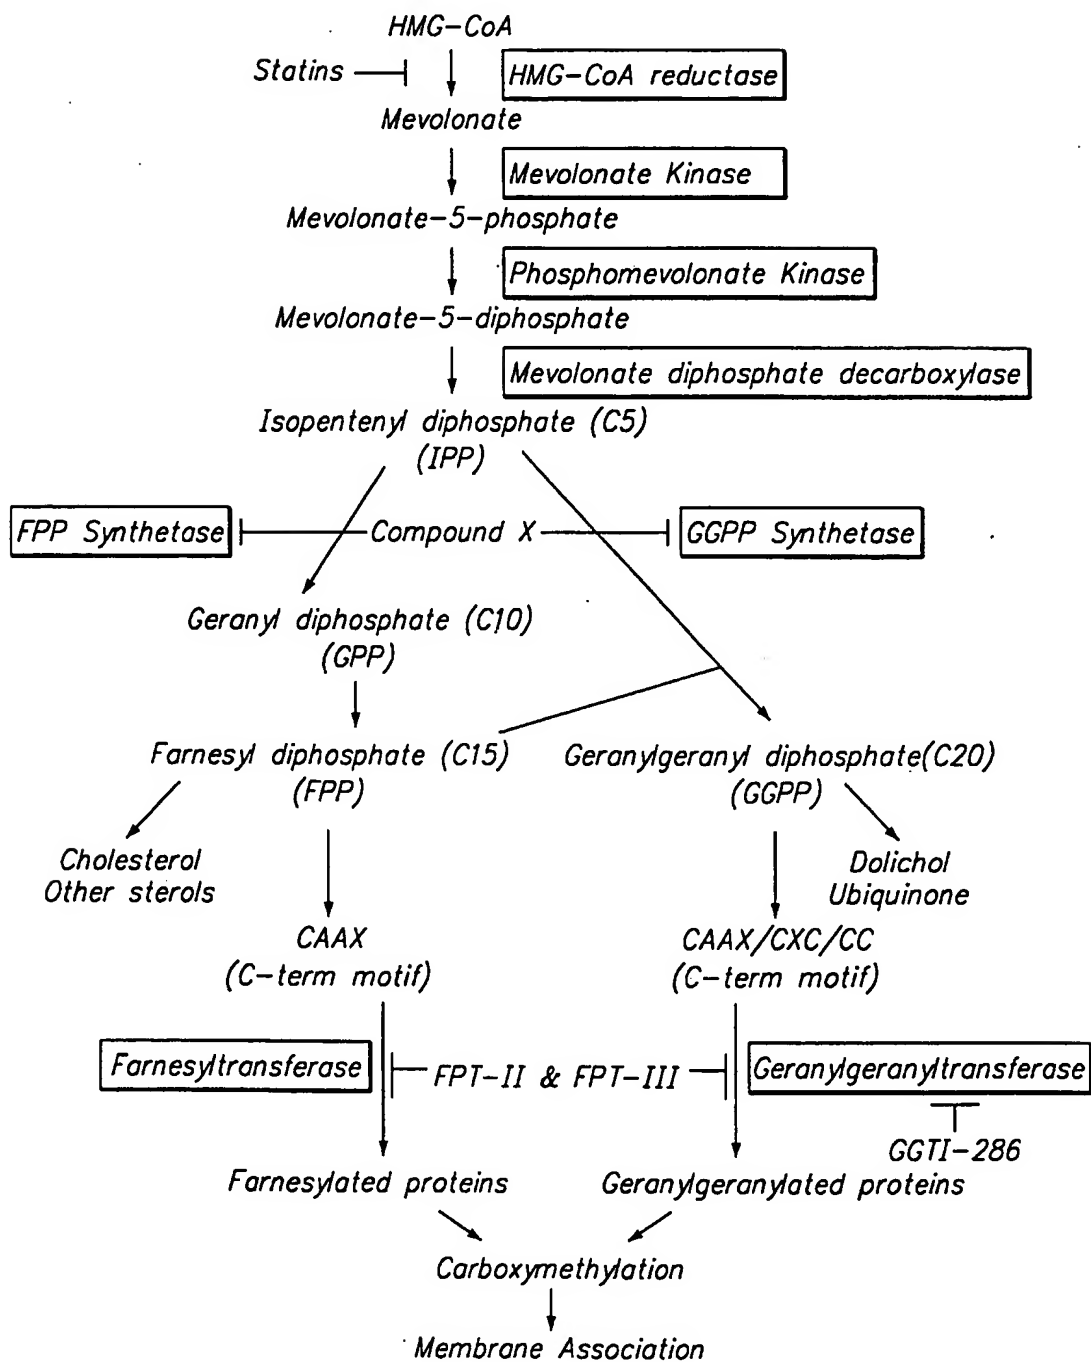 HMG-CoA
Statins
HMG-CoA reductase
Mevolonate
Mevolonate Kinase
Mevolonate-5-phosphate
Phosphomevolonate Kinase
Mevolonate-5-diphosphate
Mevolonate diphosphate decarboxylase
Isopentenyl diphosphate (C5)
(IPP)
FPP Synthetase
Compound X
GGPP Synthetase
Geranyl diphosphate (C10)
(GPP)
Farnesyl diphosphate (C15)
(FPP)
Geranylgeranyl diphosphate(C20)
(GGPP)
Cholesterol
Other sterols
Dolichol
Ubiquinone
CAAX
(C-term motif)
CAAX/CXC/CC
(C-term motif)
Farnesyltransferase
FPT-II & FPT-III
Geranylgeranyltransferase
GGTI-286
Farnesylated proteins
Geranylgeranylated proteins
Carboxymethylation
Membrane Association